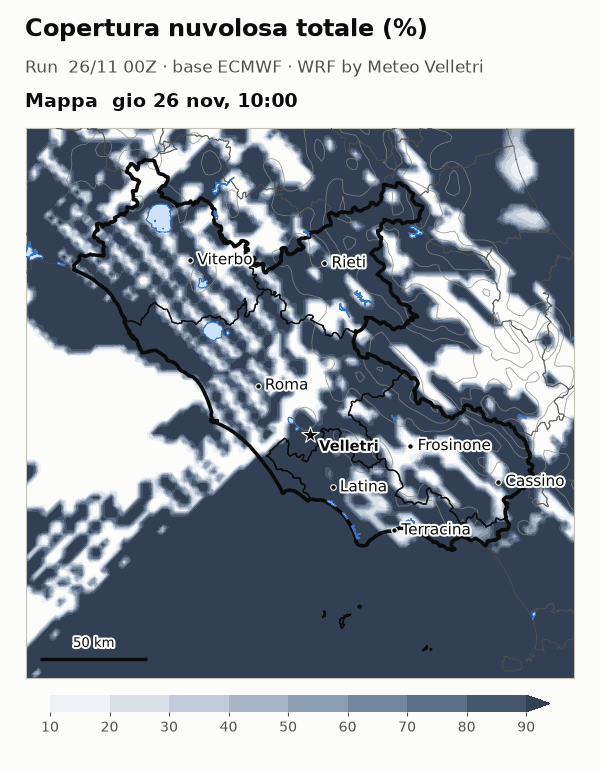 Copertura nuvolosa totale (%)
Run  26/11 00Z · base ECMWF · WRF by Meteo Velletri
Mappa  gio 26 nov, 10:00
Viterbo
Rieti
Roma
Velletri
Frosinone
Cassino
Latina
Terracina
50 km
10 20 30 40 50 60 70 80 90